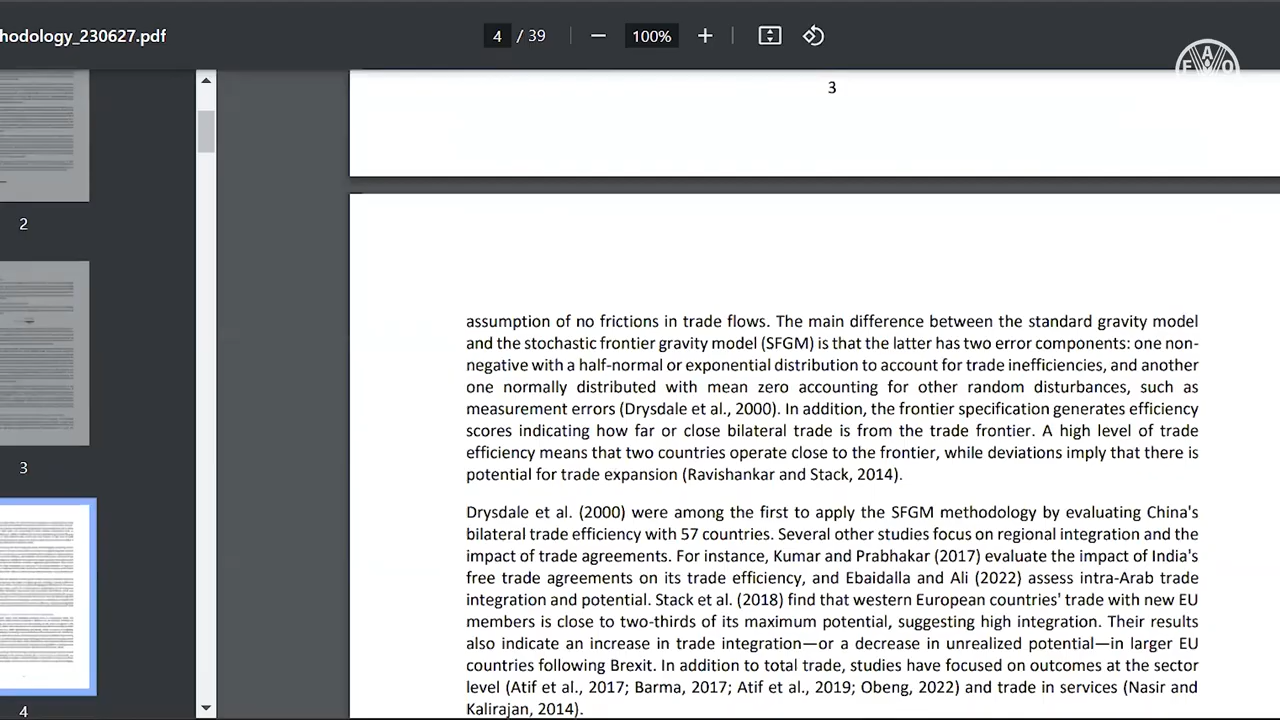 hodology_230627.pdf
4 / 39
100%
FAO
3
2
3
4
assumption of no frictions in trade flows. The main difference between the standard gravity model
and the stochastic frontier gravity model (SFGM) is that the latter has two error components: one non-
negative with a half-normal or exponential distribution to account for trade inefficiencies, and another
one normally distributed with mean zero accounting for other random disturbances, such as
measurement errors (Drysdale et al., 2000). In addition, the frontier specification generates efficiency
scores indicating how far or close bilateral trade is from the trade frontier. A high level of trade
efficiency means that two countries operate close to the frontier, while deviations imply that there is
potential for trade expansion (Ravishankar and Stack, 2014).
Drysdale et al. (2000) were among the first to apply the SFGM methodology by evaluating China's
bilateral trade efficiency with 57 countries. Several other studies focus on regional integration and the
impact of trade agreements. For instance, Kumar and Prabhakar (2017) evaluate the impact of India's
free trade agreements on its trade efficiency, and Ebaidalla and Ali (2022) assess intra-Arab trade
integration and potential. Stack et al. (2018) find that western European countries' trade with new EU
members is close to two-thirds of its maximum potential, suggesting high integration. Their results
also indicate an increase in trade integration—or a decrease in unrealized potential—in larger EU
countries following Brexit. In addition to total trade, studies have focused on outcomes at the sector
level (Atif et al., 2017; Barma, 2017; Atif et al., 2019; Obeng, 2022) and trade in services (Nasir and
Kalirajan, 2014).